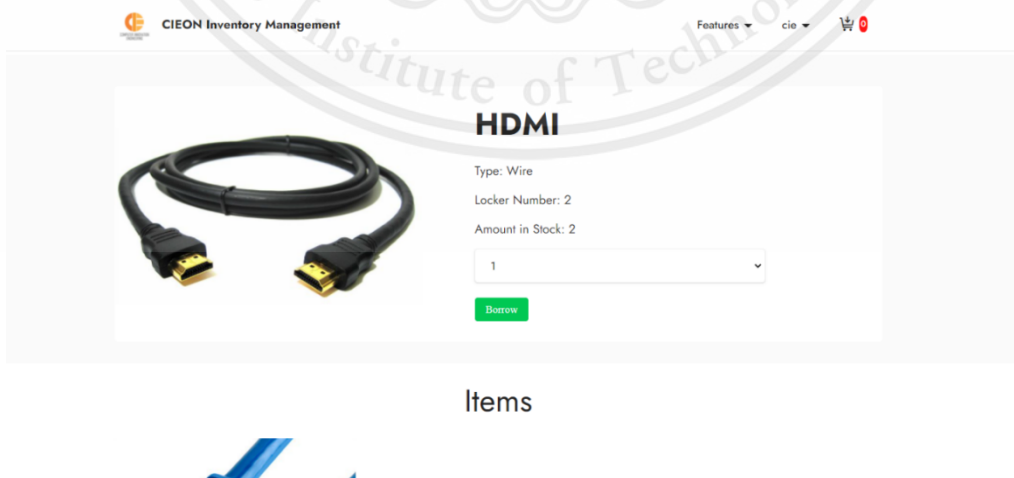 CIEON Inventory Management
Features
cie
0
stitute of Techno
HDMI
Type: Wire
Locker Number: 2
Amount in Stock: 2
1
Borrow
Items